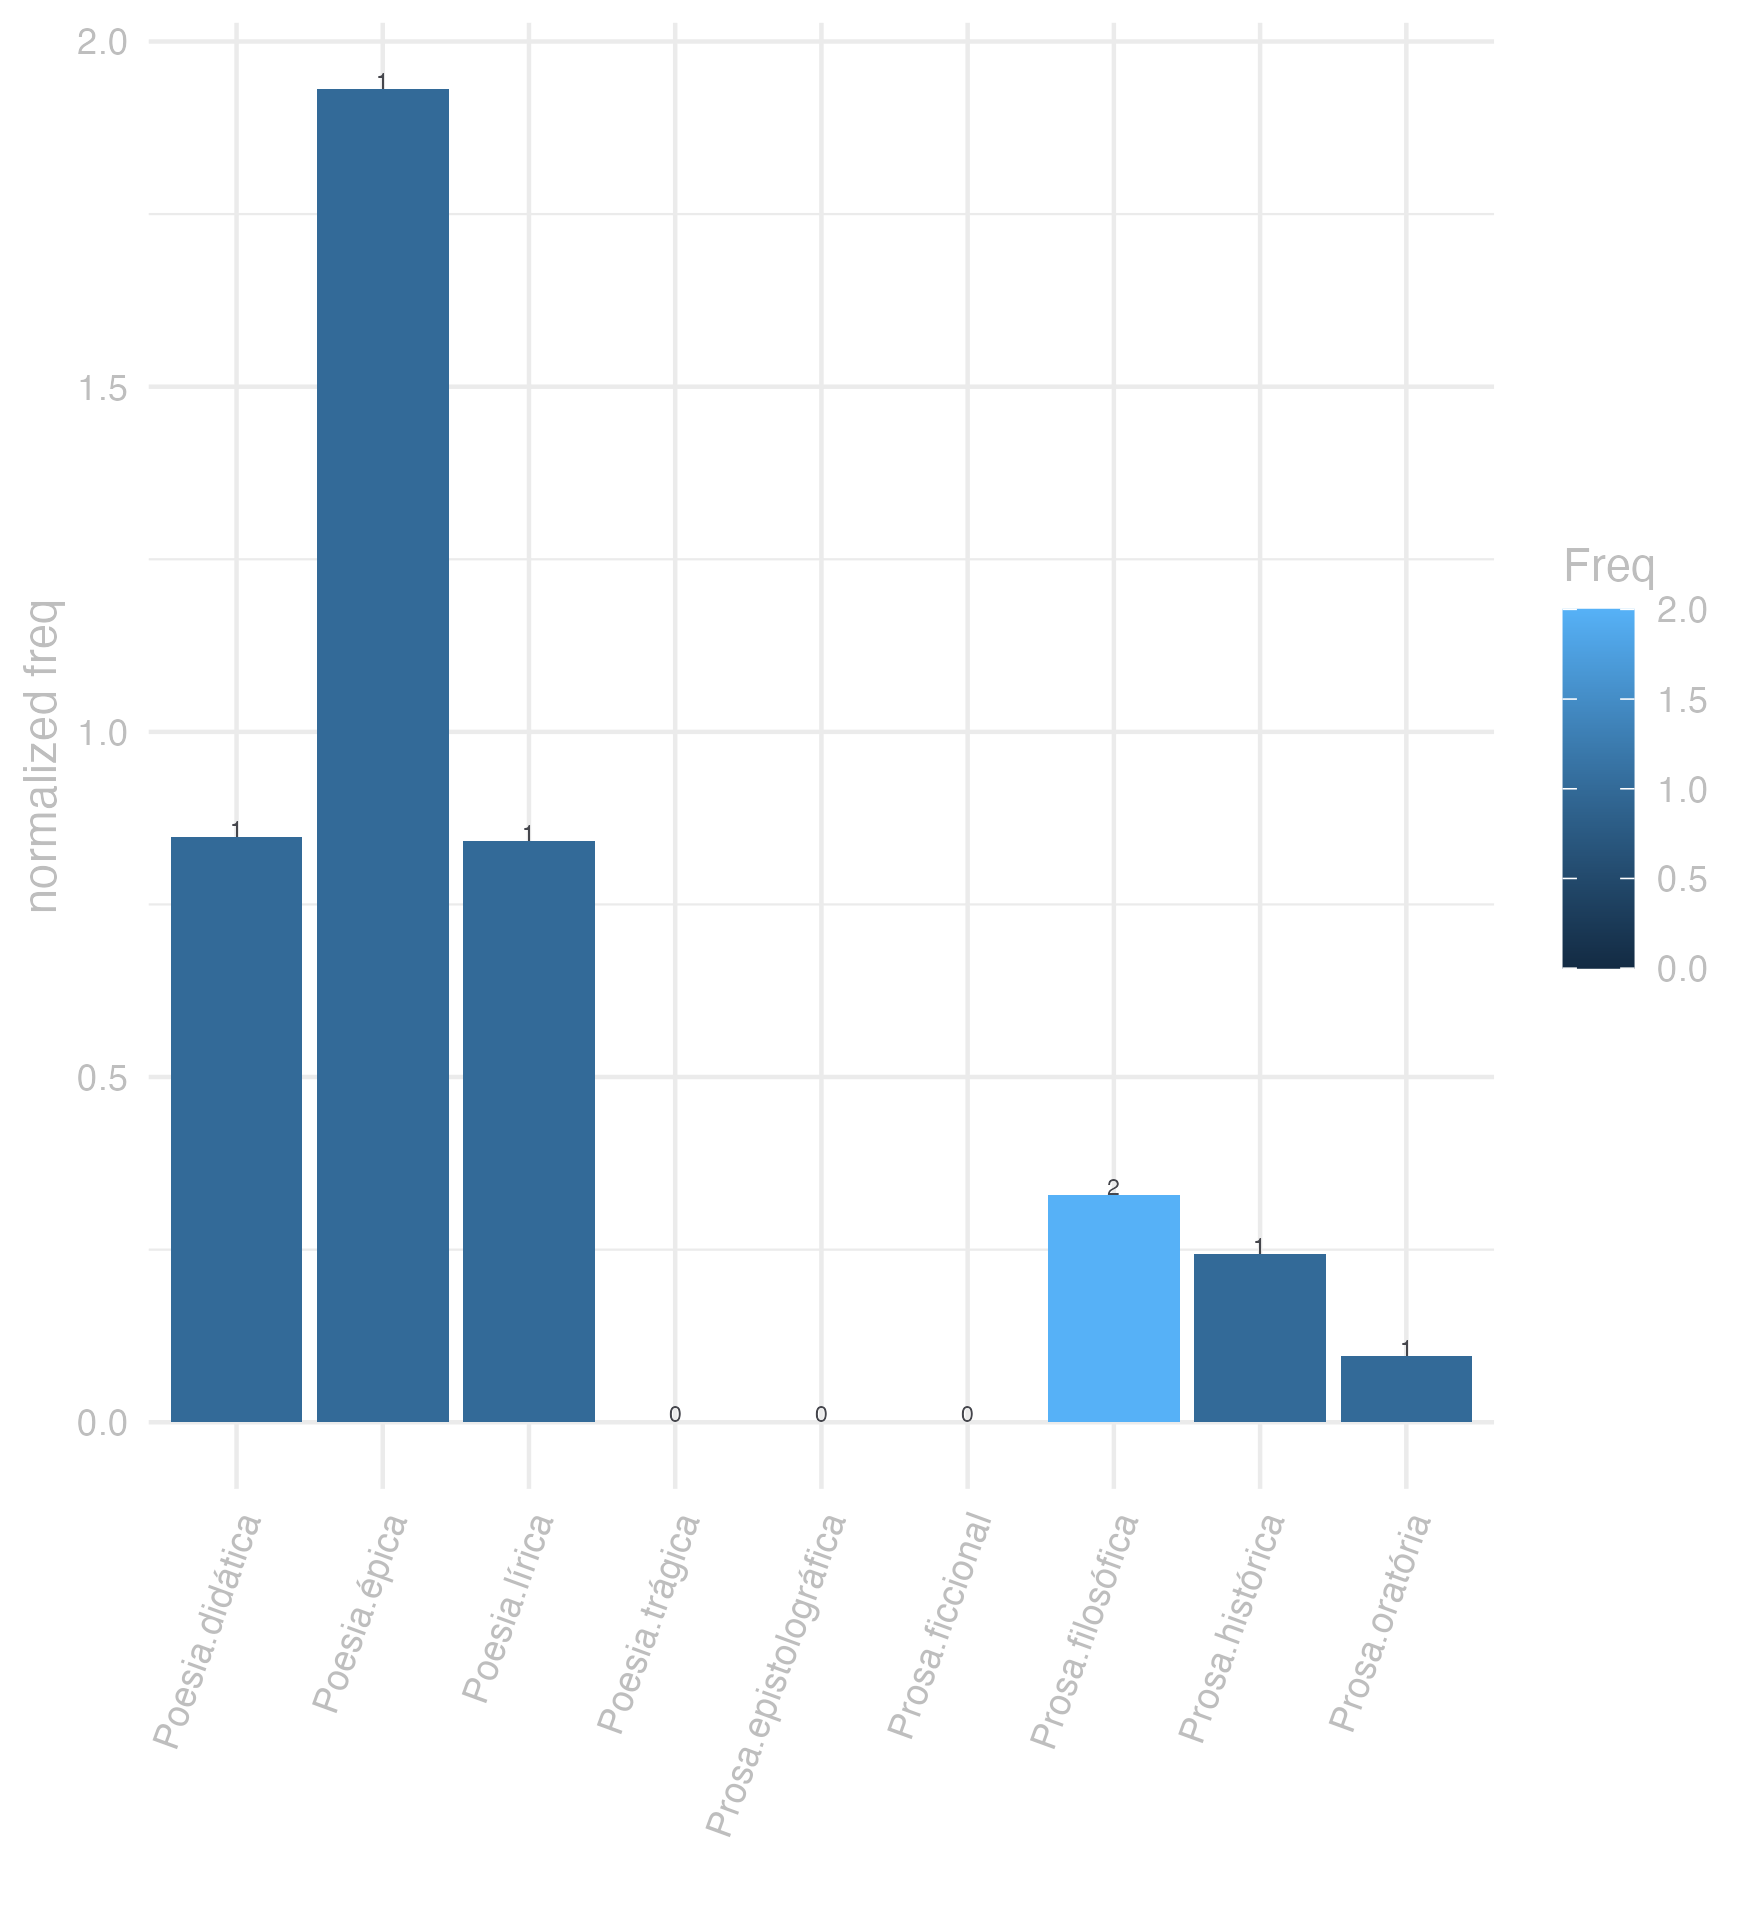 normalized freq
2.0
1.5
1.0
0.5
0.0
1
1
1
0
0
0
2
1
1
Poesia.didática
Poesia.épica
Poesia.lírica
Poesia.trágica
Prosa.epistolográfica
Prosa.ficcional
Prosa.filosófica
Prosa.histórica
Prosa.oratória
Freq
2.0
1.5
1.0
0.5
0.0